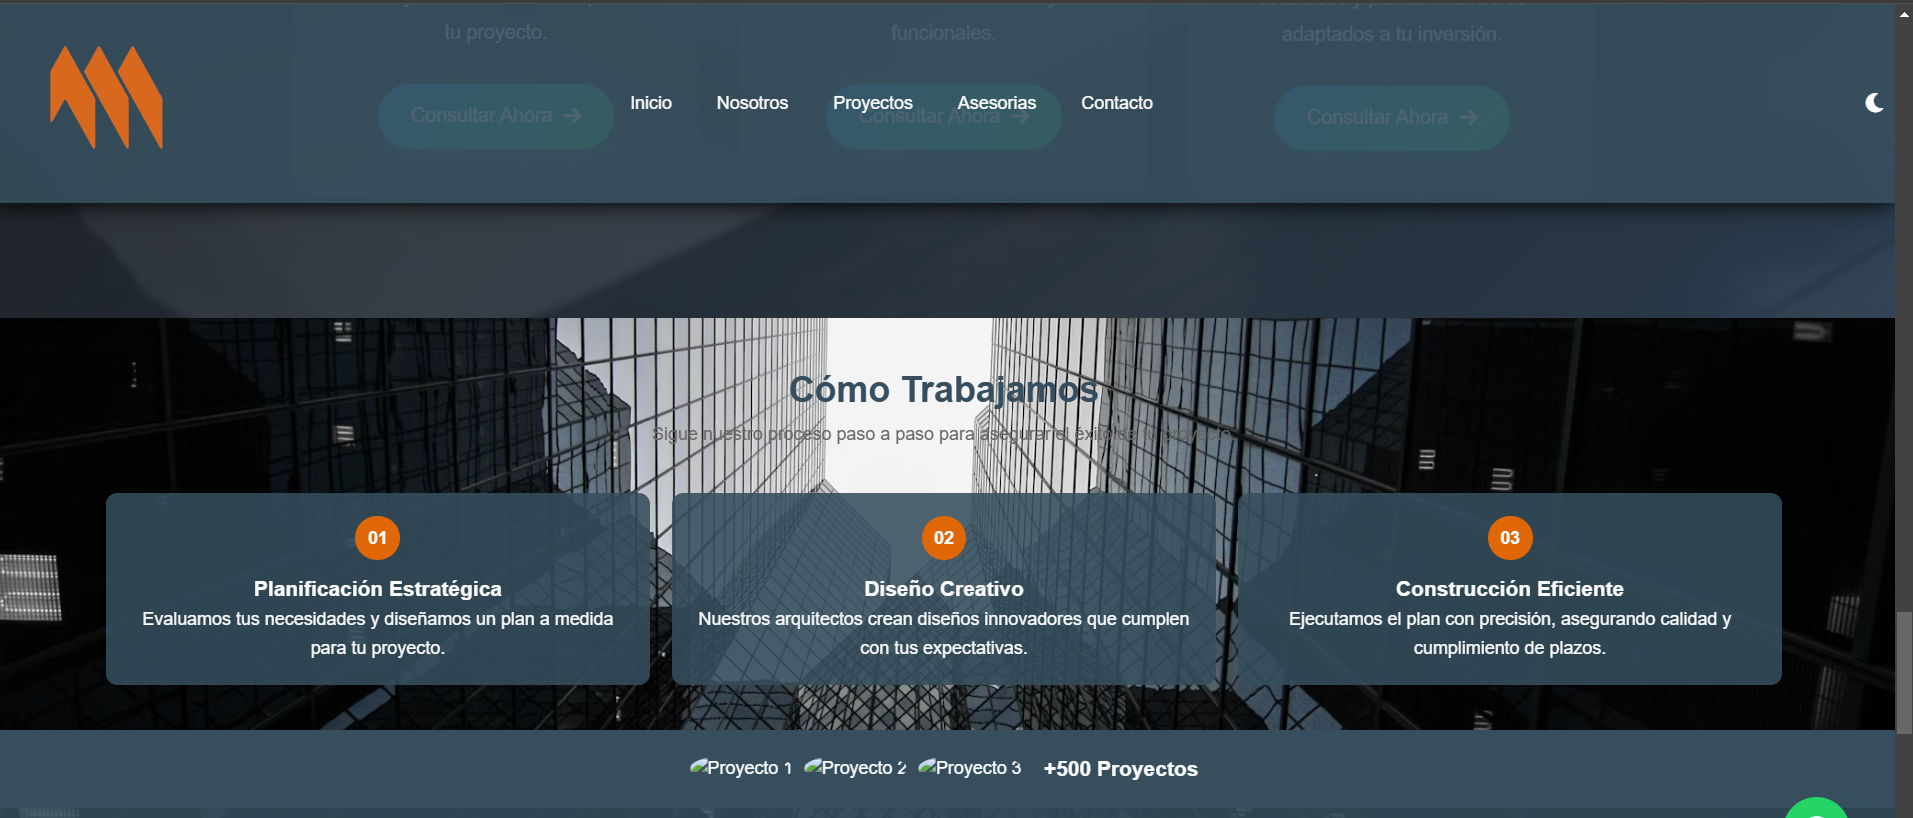 tu proyecto.
funcionales.
adaptados a tu inversión.
Consultar Ahora
Consultar Ahora
Consultar Ahora
Inicio
Nosotros
Proyectos
Asesorias
Contacto
Cómo Trabajamos
Sigue nuestro proceso paso a paso para asegurar el éxito de tu proyecto.
01
Planificación Estratégica
Evaluamos tus necesidades y diseñamos un plan a medida
para tu proyecto.
02
Diseño Creativo
Nuestros arquitectos crean diseños innovadores que cumplen
con tus expectativas.
03
Construcción Eficiente
Ejecutamos el plan con precisión, asegurando calidad y
cumplimiento de plazos.
Proyecto 1
Proyecto 2
Proyecto 3
+500 Proyectos